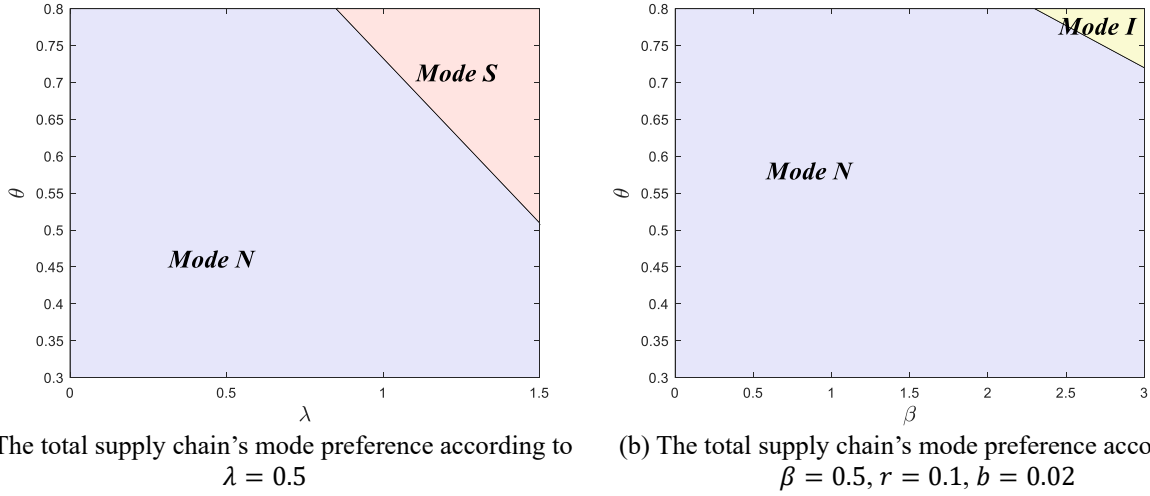 0.8
0.75
0.7
0.65
0.6
0.55
0.5
0.45
0.4
0.35
0.3
θ
Mode S
Mode N
0
0.5
1
1.5
λ
The total supply chain's mode preference according to
λ = 0.5
0.8
0.75
0.7
0.65
0.6
0.55
0.5
0.45
0.4
0.35
0.3
θ
Mode I
Mode N
0
0.5
1
1.5
2
2.5
3
β
(b) The total supply chain's mode preference acco
β = 0.5, r = 0.1, b = 0.02